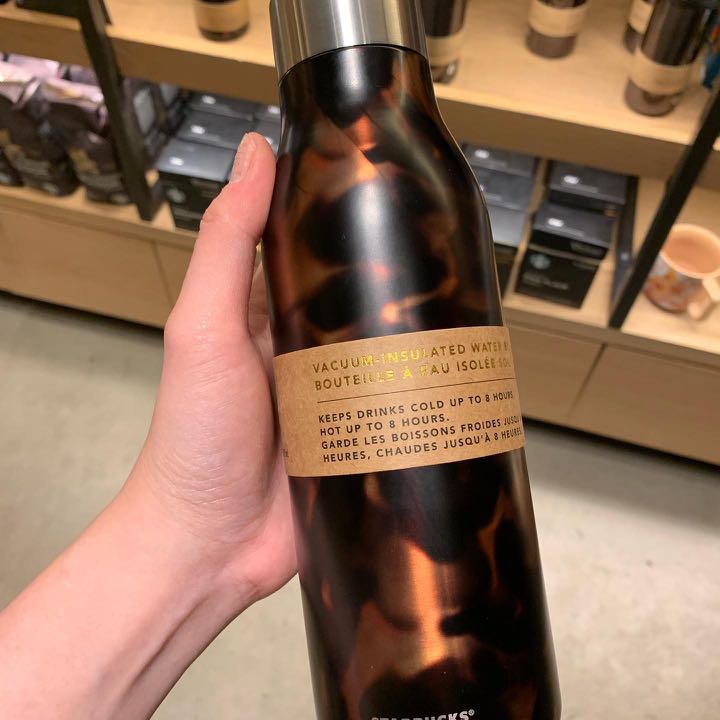 VACUUM-INSULATED WATER
BOUTEILLE À EAU ISOLÉE
KEEPS DRINKS COLD UP TO 8 HOURS,
HOT UP TO 8 HOURS.
GARDE LES BOISSONS FROIDES
HEURES, CHAUDES JUSQU'À 8 HEURES,
STARBUCKS®